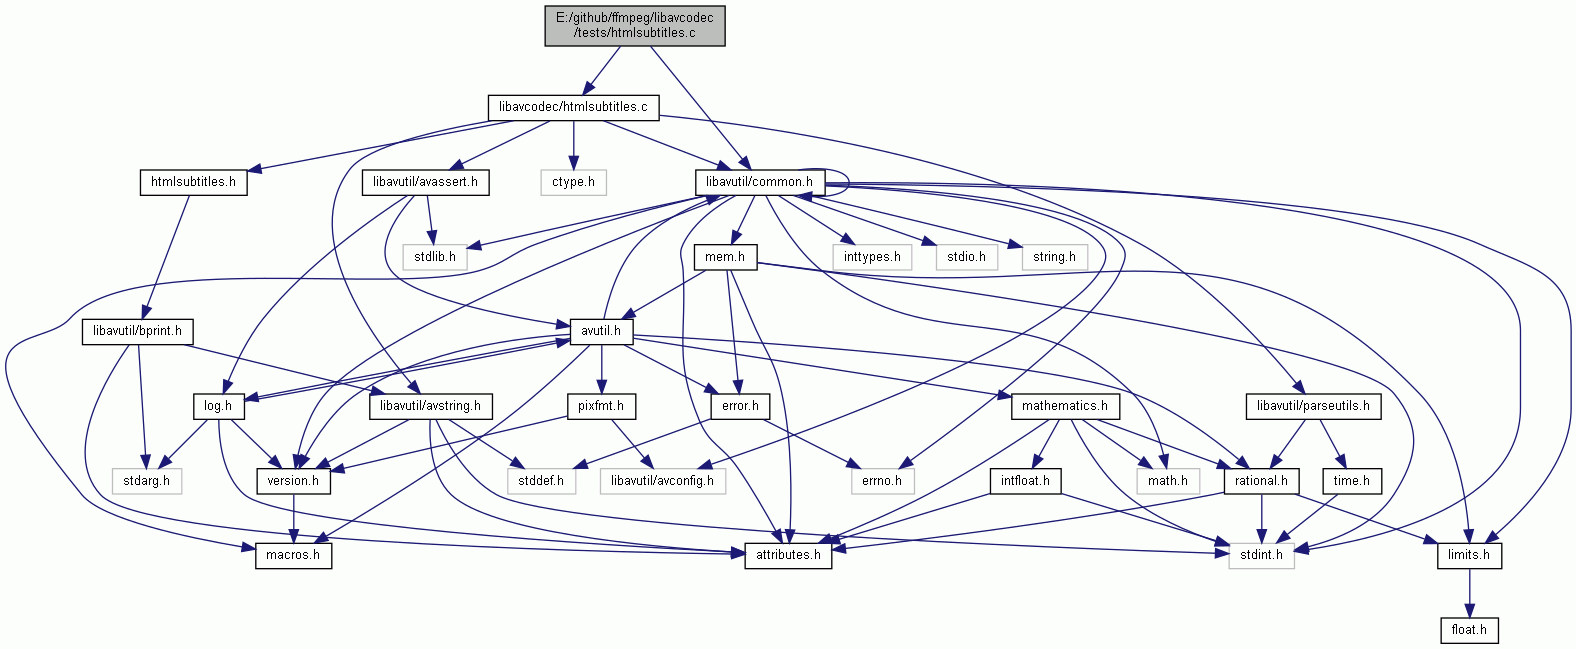 E:/github/ffmpeg/libavcodec
/tests/htmlsubtitles.c
libavcodec/htmlsubtitles.c
htmlsubtitles.h
libavutil/avassert.h
ctype.h
libavutil/common.h
stdlib.h
mem.h
inttypes.h
stdio.h
string.h
libavutil/bprint.h
avutil.h
log.h
libavutil/avstring.h
pixfmt.h
error.h
mathematics.h
libavutil/parseutils.h
stdarg.h
version.h
stddef.h
libavutil/avconfig.h
errno.h
intfloat.h
math.h
rational.h
time.h
macros.h
attributes.h
stdint.h
limits.h
float.h